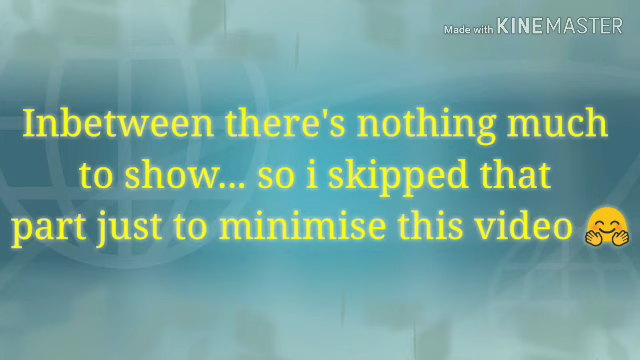 Made with KINEMASTER
Inbetween there's nothing much
to show... so i skipped that
part just to minimise this video 🤗